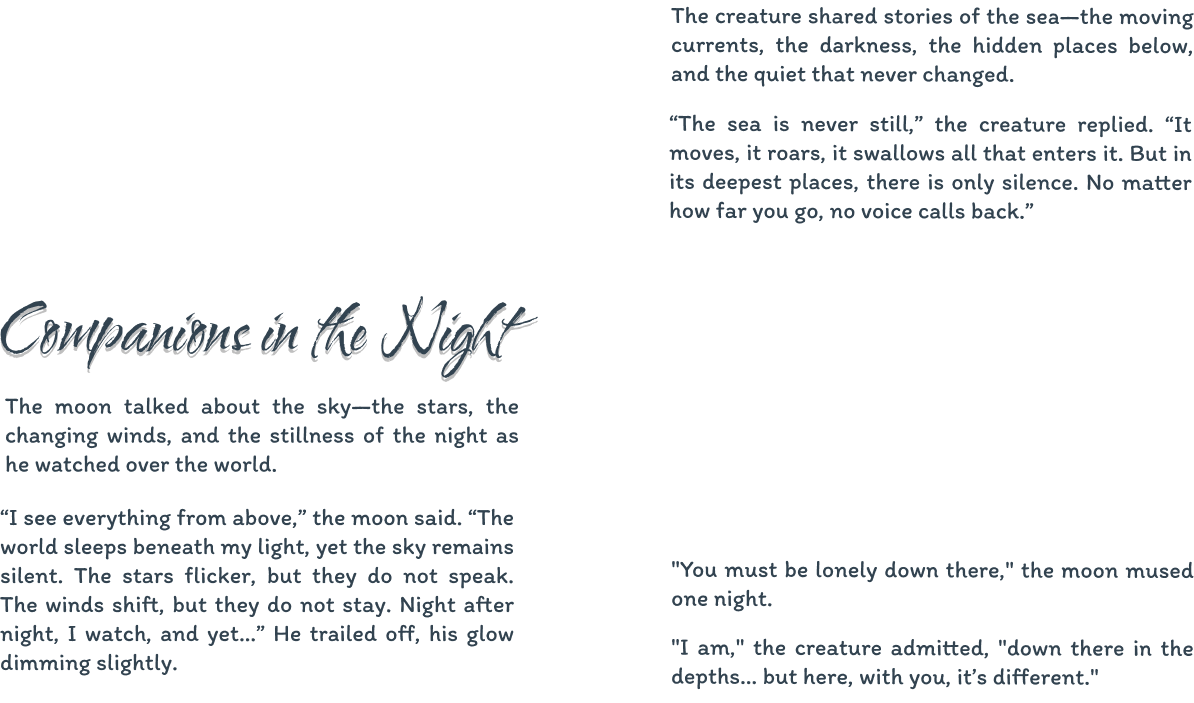 Companions in the Night
The moon talked about the sky—the stars, the
changing winds, and the stillness of the night as
he watched over the world.
“I see everything from above,” the moon said. “The
world sleeps beneath my light, yet the sky remains
silent. The stars flicker, but they do not speak.
The winds shift, but they do not stay. Night after
night, I watch, and yet...” He trailed off, his glow
dimming slightly.
The creature shared stories of the sea—the moving
currents, the darkness, the hidden places below,
and the quiet that never changed.
“The sea is never still,” the creature replied. “It
moves, it roars, it swallows all that enters it. But in
its deepest places, there is only silence. No matter
how far you go, no voice calls back.”
"You must be lonely down there," the moon mused
one night.
"I am," the creature admitted, "down there in the
depths... but here, with you, it’s different."